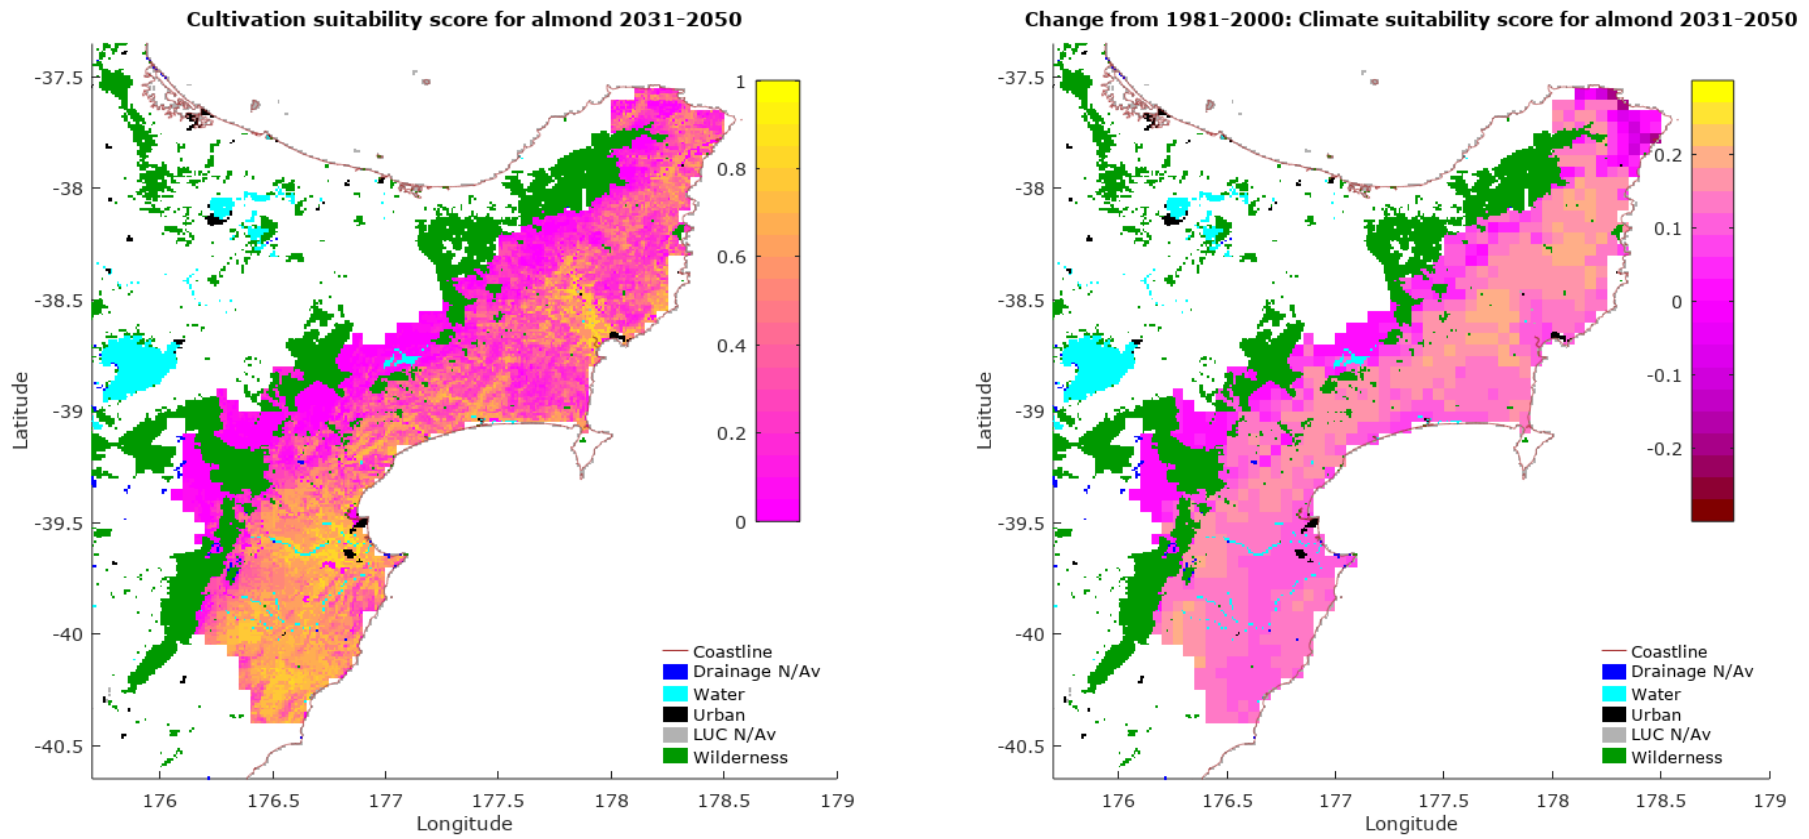 Cultivation suitability score for almond 2031-2050
-37.5
-38
-38.5
-39
-39.5
-40
-40.5
Latitude
176
176.5
177
177.5
178
178.5
179
Longitude
1
0.8
0.6
0.4
0.2
0
Coastline
Drainage N/Av
Water
Urban
LUC N/Av
Wilderness
Change from 1981-2000: Climate suitability score for almond 2031-2050
-37.5
-38
-38.5
-39
-39.5
-40
-40.5
Latitude
176
176.5
177
177.5
178
178.5
179
Longitude
0.2
0.1
0
-0.1
-0.2
Coastline
Drainage N/Av
Water
Urban
LUC N/Av
Wilderness